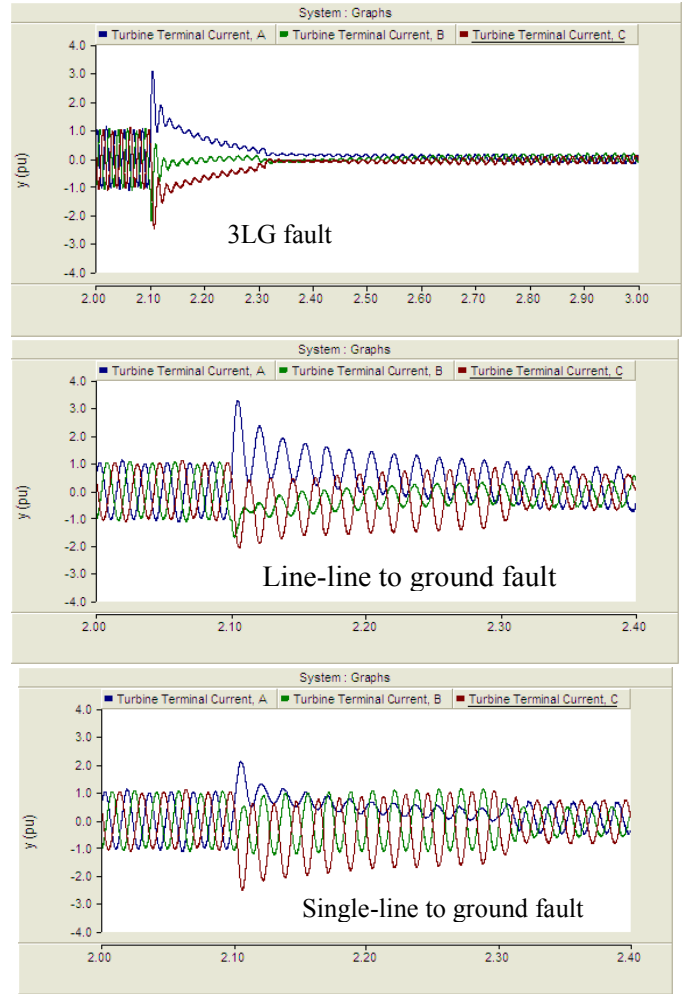 System : Graphs
Turbine Terminal Current, A Turbine Terminal Current, B Turbine Terminal Current, C
4.0
3.0
2.0
1.0
0.0
-1.0
-2.0
-3.0
-4.0
y (pu)
3LG fault
2.00 2.10 2.20 2.30 2.40 2.50 2.60 2.70 2.80 2.90 3.00
System : Graphs
Turbine Terminal Current, A Turbine Terminal Current, B Turbine Terminal Current, C
4.0
3.0
2.0
1.0
0.0
-1.0
-2.0
-3.0
-4.0
y (pu)
Line-line to ground fault
2.00 2.10 2.20 2.30 2.40
System : Graphs
Turbine Terminal Current, A Turbine Terminal Current, B Turbine Terminal Current, C
4.0
3.0
2.0
1.0
0.0
-1.0
-2.0
-3.0
-4.0
y (pu)
Single-line to ground fault
2.00 2.10 2.20 2.30 2.40